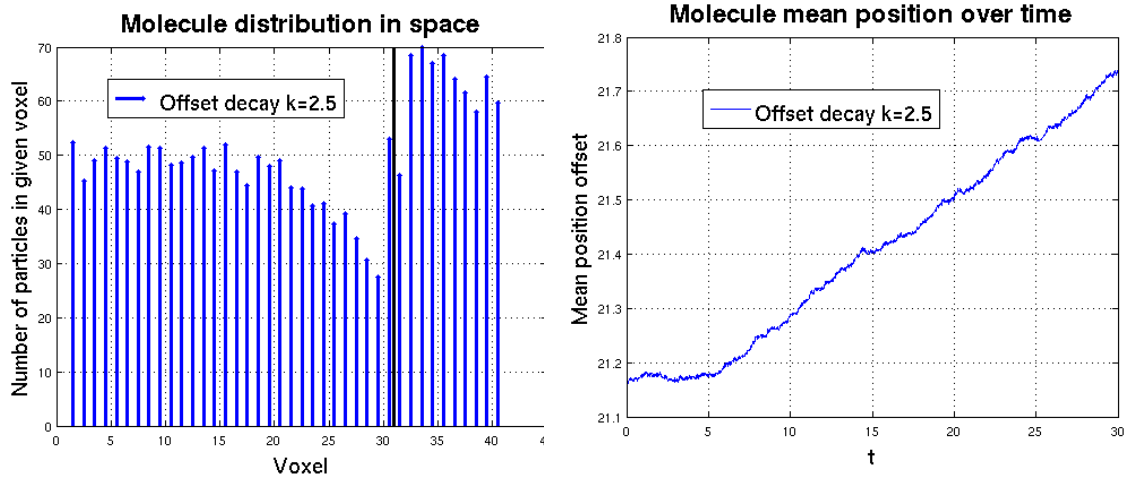 Molecule distribution in space
Number of particles in given voxel
70
60
50
40
30
20
10
0
Offset decay k=2.5
0 5 10 15 20 25 30 35 40 4
Voxel
Molecule mean position over time
Mean position offset
21.8
21.7
21.6
21.5
21.4
21.3
21.2
21.1
Offset decay k=2.5
0 5 10 15 20 25 30
t